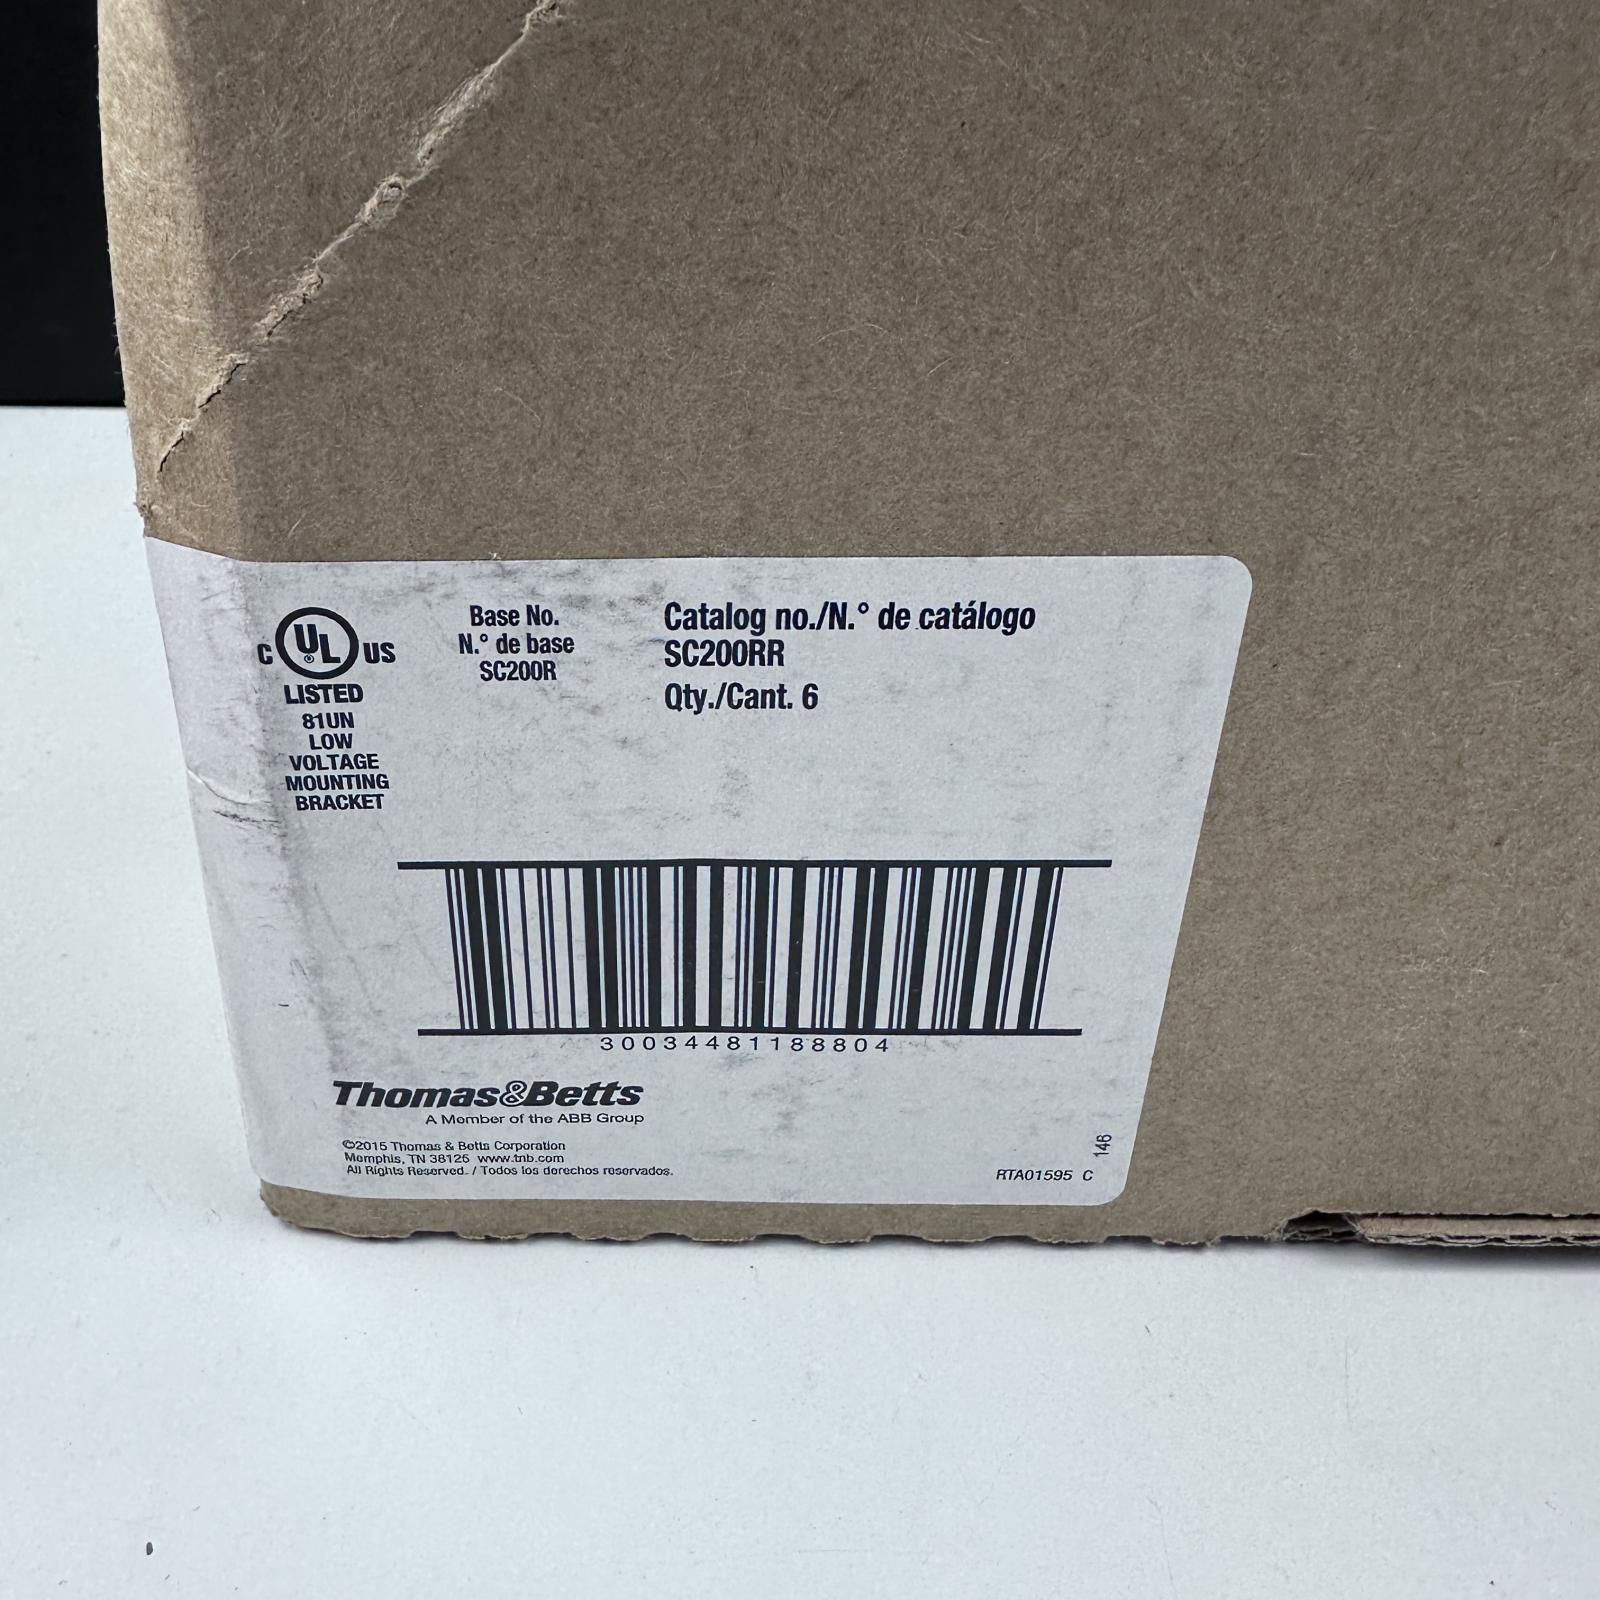 C UL ® US
LISTED
81UN
LOW
VOLTAGE
MOUNTING
BRACKET
Base No.
N.° de base
SC200R
Catalog no./N.° de catálogo
SC200RR
Qty./Cant. 6
30034481188804
Thomas&Betts
A Member of the ABB Group
©2015 Thomas & Betts Corporation
Memphis, TN 38125 www.tnb.com
All Rights Reserved. / Todos los derechos reservados.
RTA01595 C
146